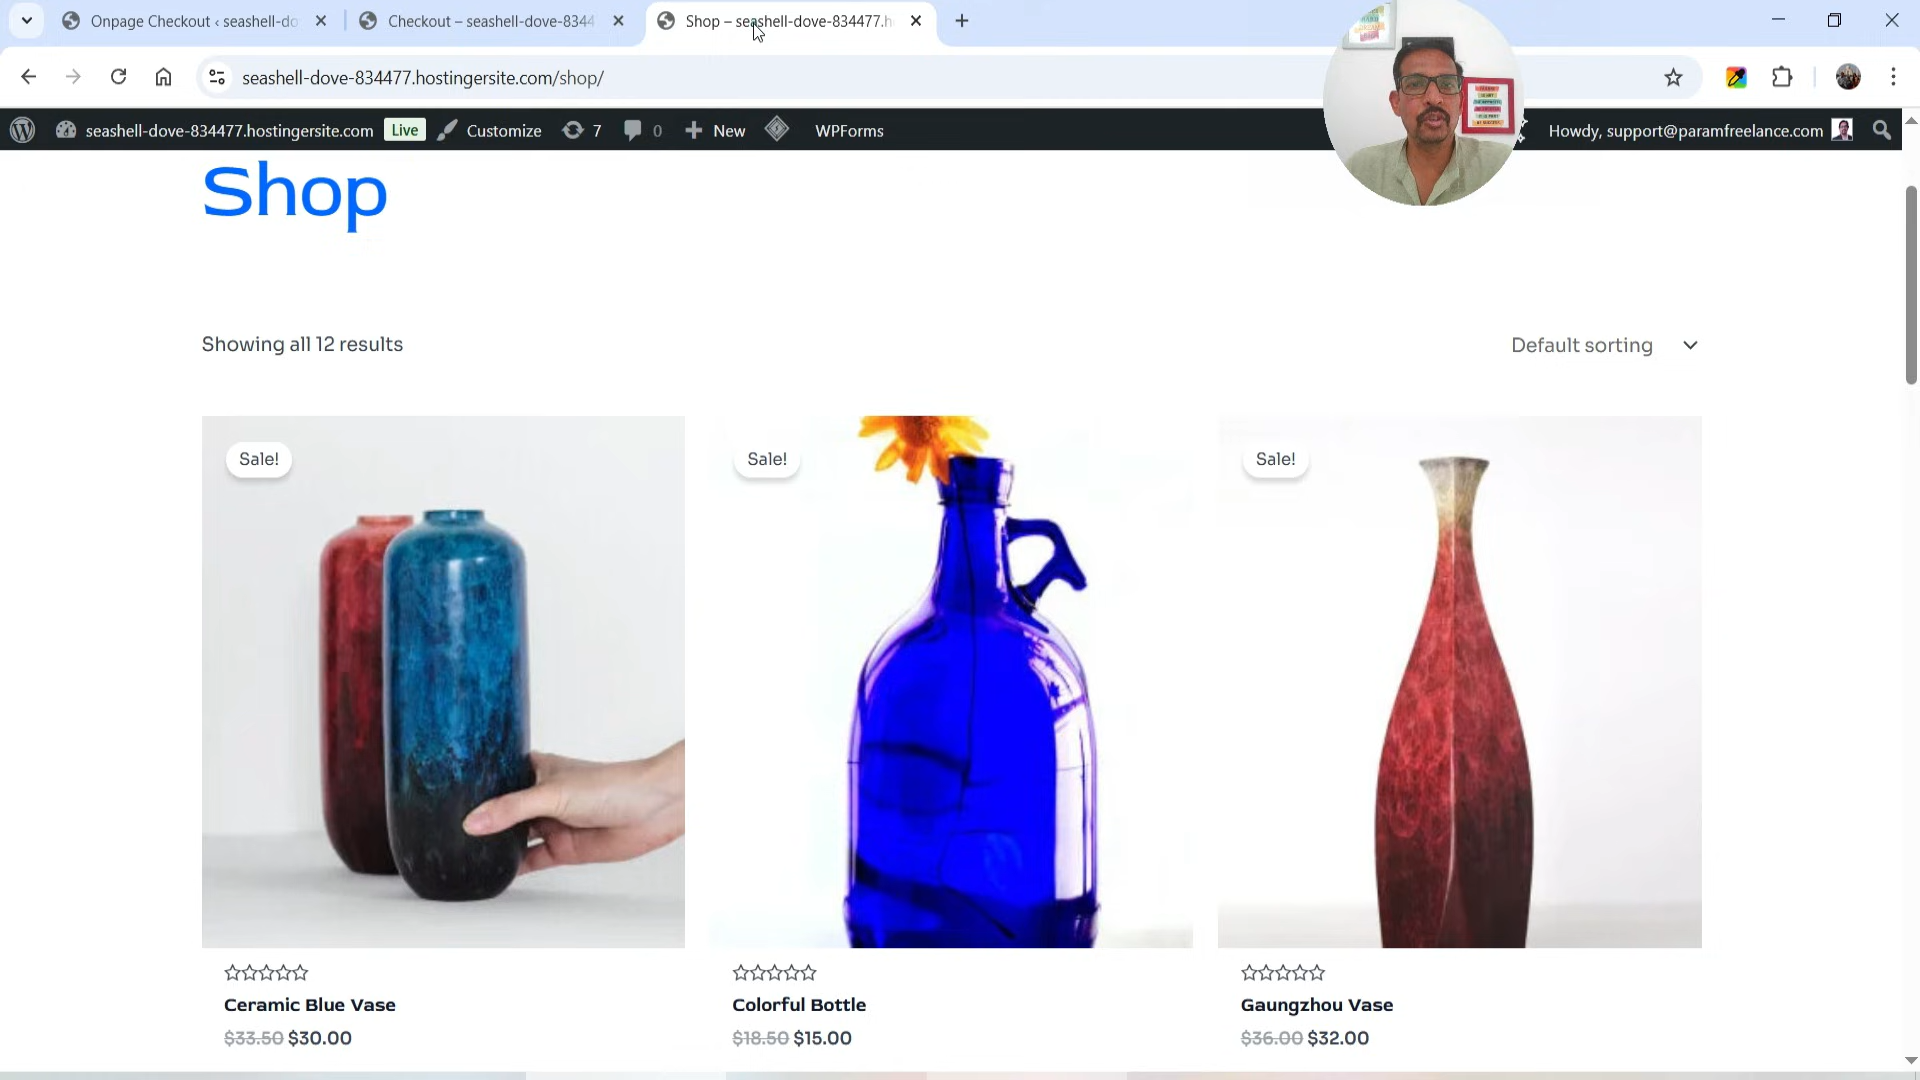 Onpage Checkout ‹ seashell-do
Checkout – seashell-dove-8344
Shop – seashell-dove-834477.h
seashell-dove-834477.hostingersite.com/shop/
seashell-dove-834477.hostingersite.com Live Customize 7 0 New WPForms Howdy, support@paramfreelance.com
Shop
Showing all 12 results
Default sorting
Sale!
Sale!
Sale!
Ceramic Blue Vase
$33.50 $30.00
Colorful Bottle
$18.50 $15.00
Gaungzhou Vase
$36.00 $32.00